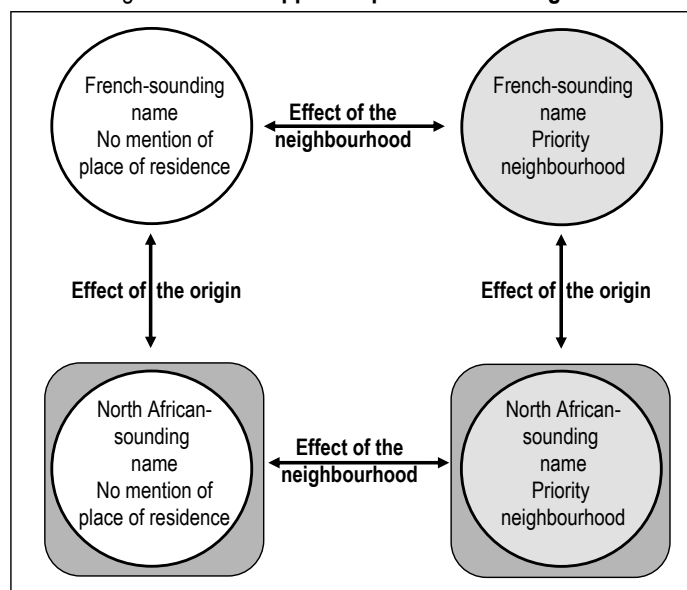 French-sounding
name
No mention of
place of residence
Effect of the
neighbourhood
French-sounding
name
Priority
neighbourhood
Effect of the origin
Effect of the origin
North African-
sounding
name
No mention of
place of residence
Effect of the
neighbourhood
North African-
sounding
name
Priority
neighbourhood